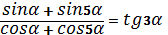 sinα + sin5α / cosα + cos5α = tg3α